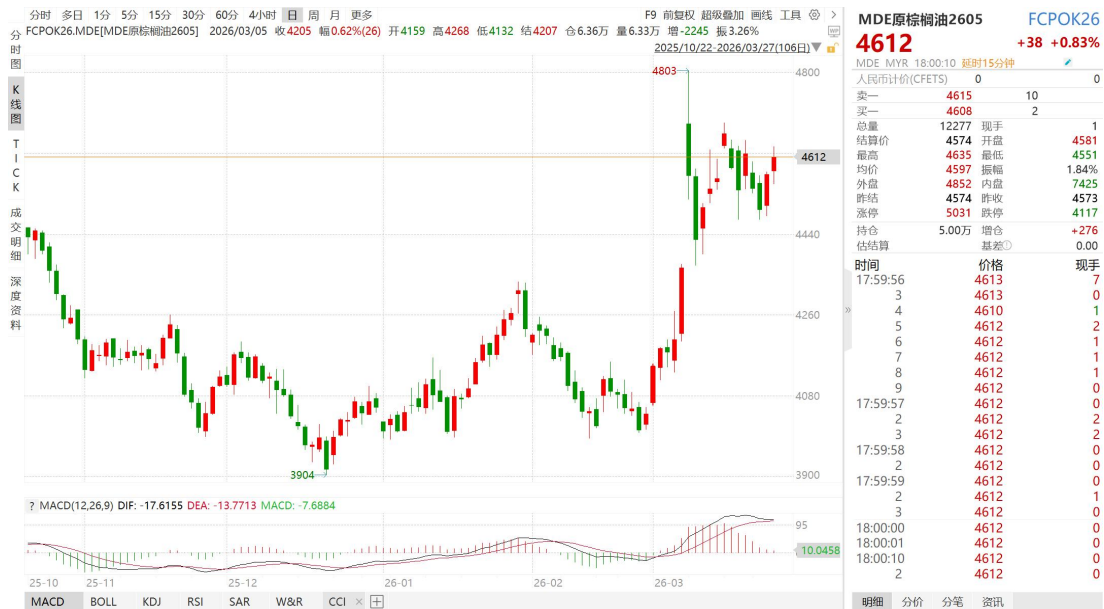 分时 多日 1分 5分 15分 30分 60分 4小时 日 周 月 更多
F9 前复权 超级叠加 画线 工具
FCPOK26.MDE[MDE原棕榈油2605] 2026/03/05 收4205 幅0.62%(26) 开4159 高4268 低4132 结4207 仓6.36万 量6.33万 增-2245 振3.26%
2025/10/22-2026/03/27(106日)
分时图
K线图
TICK
成交明细
深度资料
4803
4800
4612
4440
4260
4080
3904
3900
? MACD(12,26,9) DIF: -17.6155 DEA: -13.7713 MACD: -7.6884
95
10.0458
25-10 25-11 25-12 26-01 26-02 26-03
MACD BOLL KDJ RSI SAR W&R CCI × +
MDE原棕榈油2605 FCPOK26
4612 +38 +0.83%
MDE MYR 18:00:10 延时15分钟
人民币计价(CFETS) 0 0
卖一 4615 10
买一 4608 2
总量 12277 现手 1
结算价 4574 开盘 4581
最高 4635 最低 4551
均价 4597 振幅 1.84%
外盘 4852 内盘 7425
昨结 4574 昨收 4573
涨停 5031 跌停 4117
持仓 5.00万 增仓 +276
估结算 基差 0.00
时间 价格 现手
17:59:56 4613 7
3 4613 0
4 4610 1
5 4612 2
6 4612 1
7 4612 1
8 4612 1
9 4612 0
17:59:57 4612 0
2 4612 2
3 4612 2
17:59:58 4612 0
2 4612 0
17:59:59 4612 0
2 4612 1
3 4612 0
18:00:00 4612 0
18:00:01 4612 0
18:00:10 4612 0
2 4612 0
明细 分价 分笔 资讯